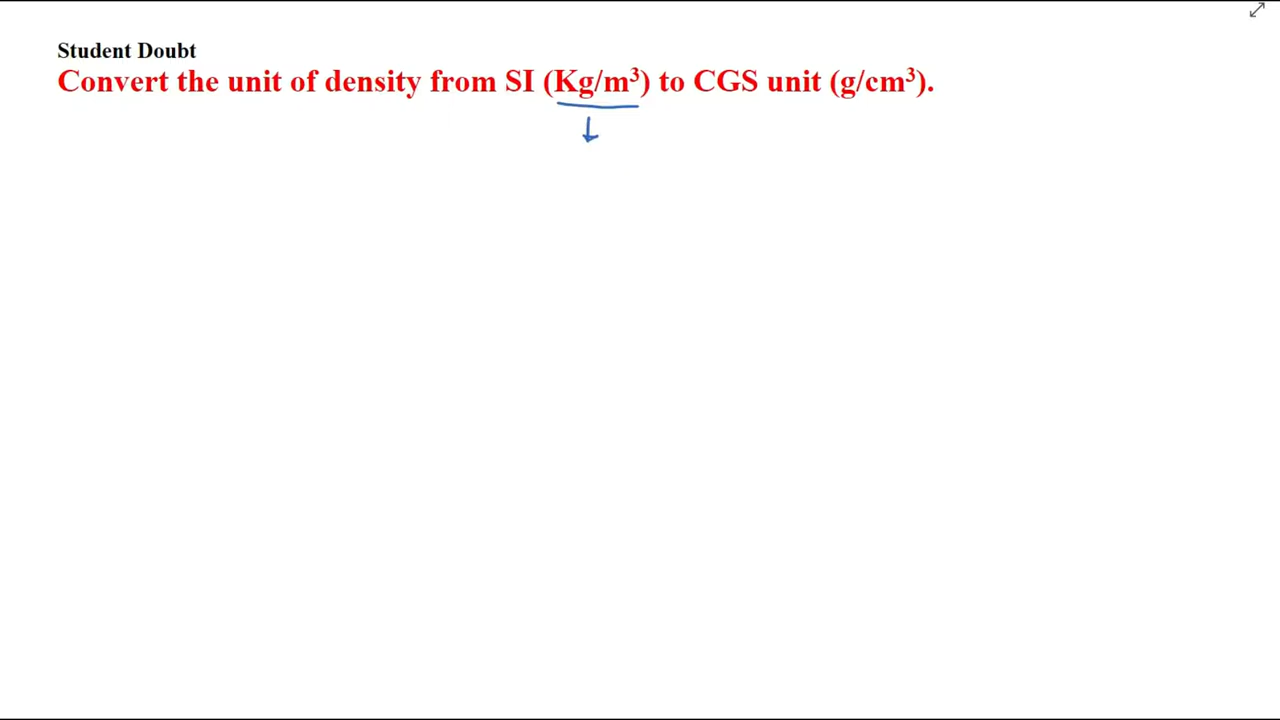 Student Doubt
Convert the unit of density from SI (Kg/m³) to CGS unit (g/cm³).